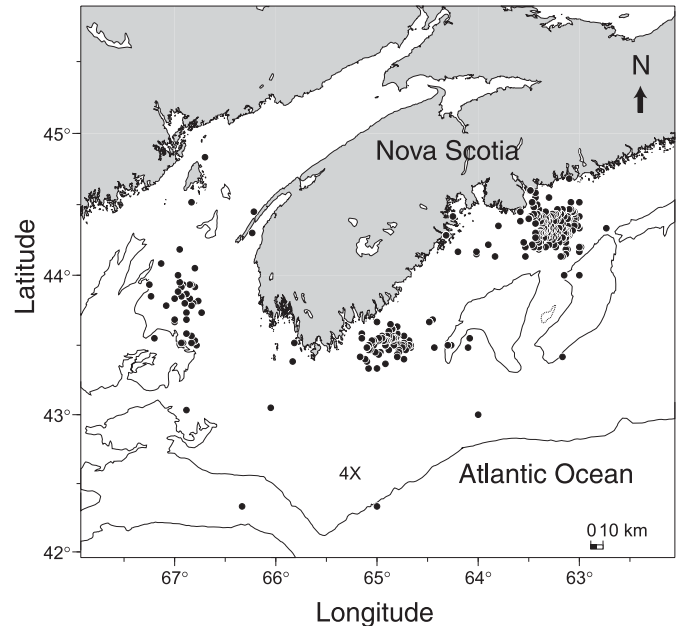 N
45°
Nova Scotia
Latitude
44°
43°
4X
Atlantic Ocean
0 10 km
42°
67° 66° 65° 64° 63°
Longitude